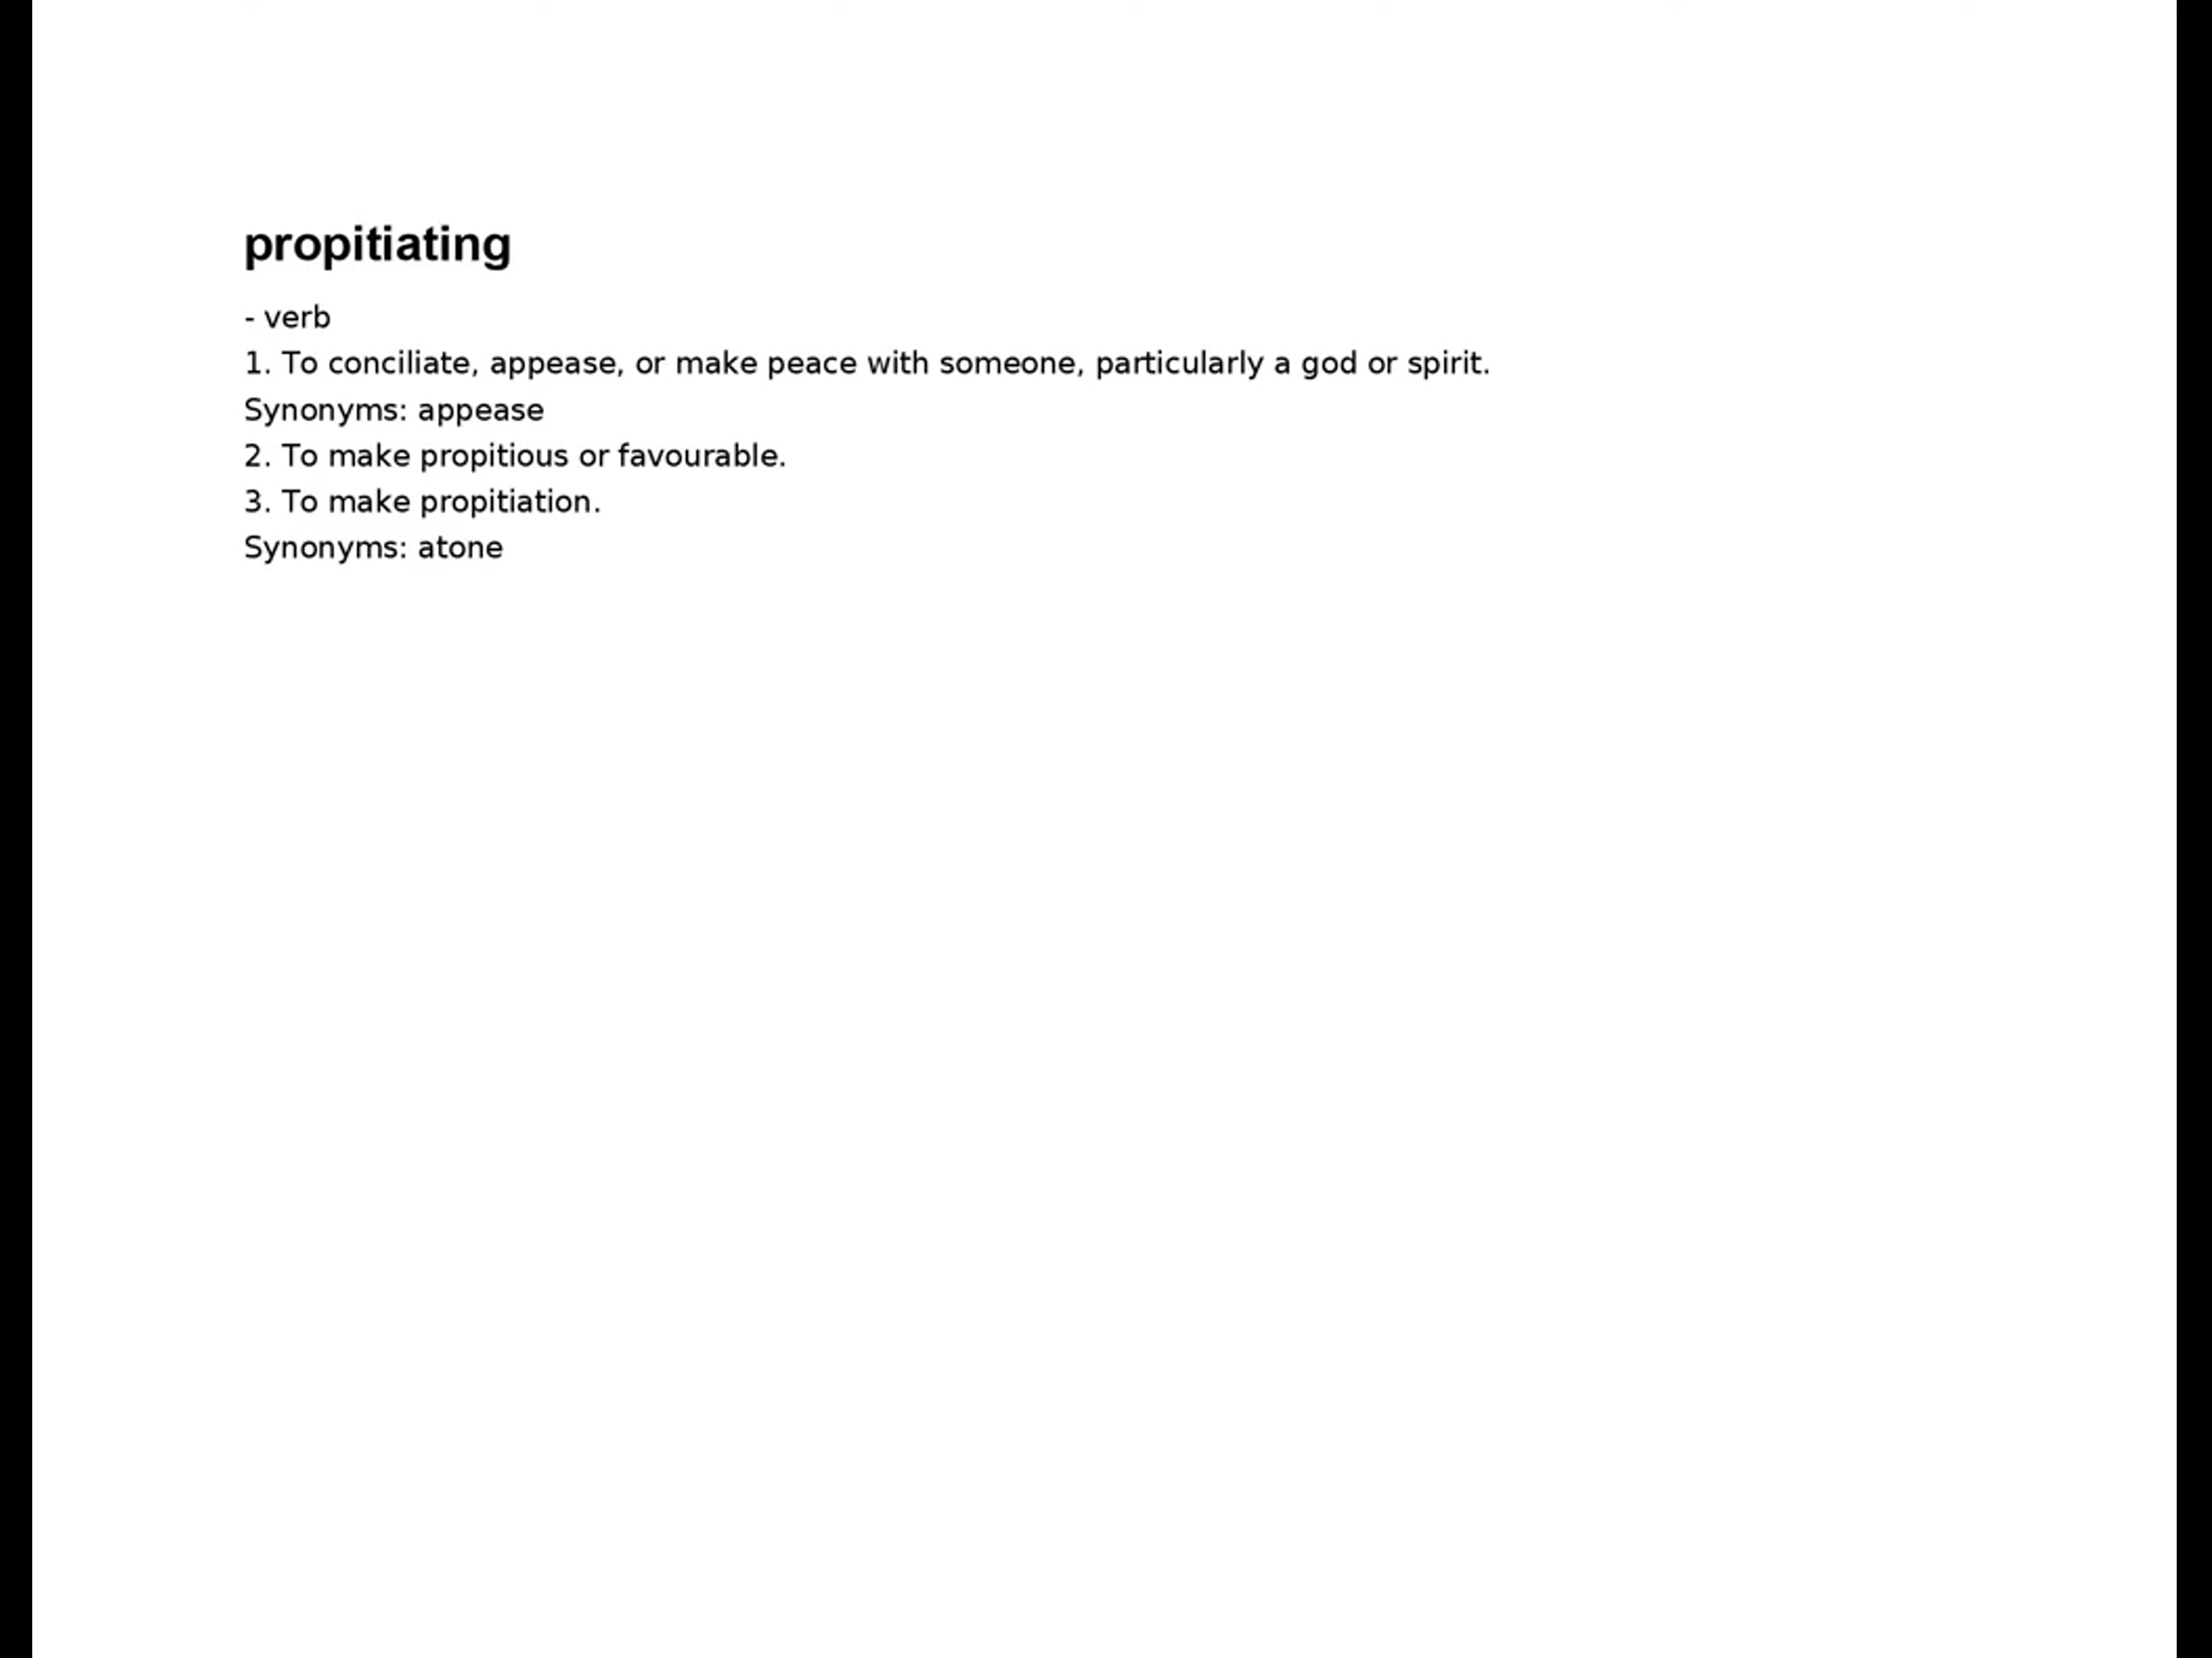 propitiating
- verb
1. To conciliate, appease, or make peace with someone, particularly a god or spirit.
Synonyms: appease
2. To make propitious or favourable.
3. To make propitiation.
Synonyms: atone